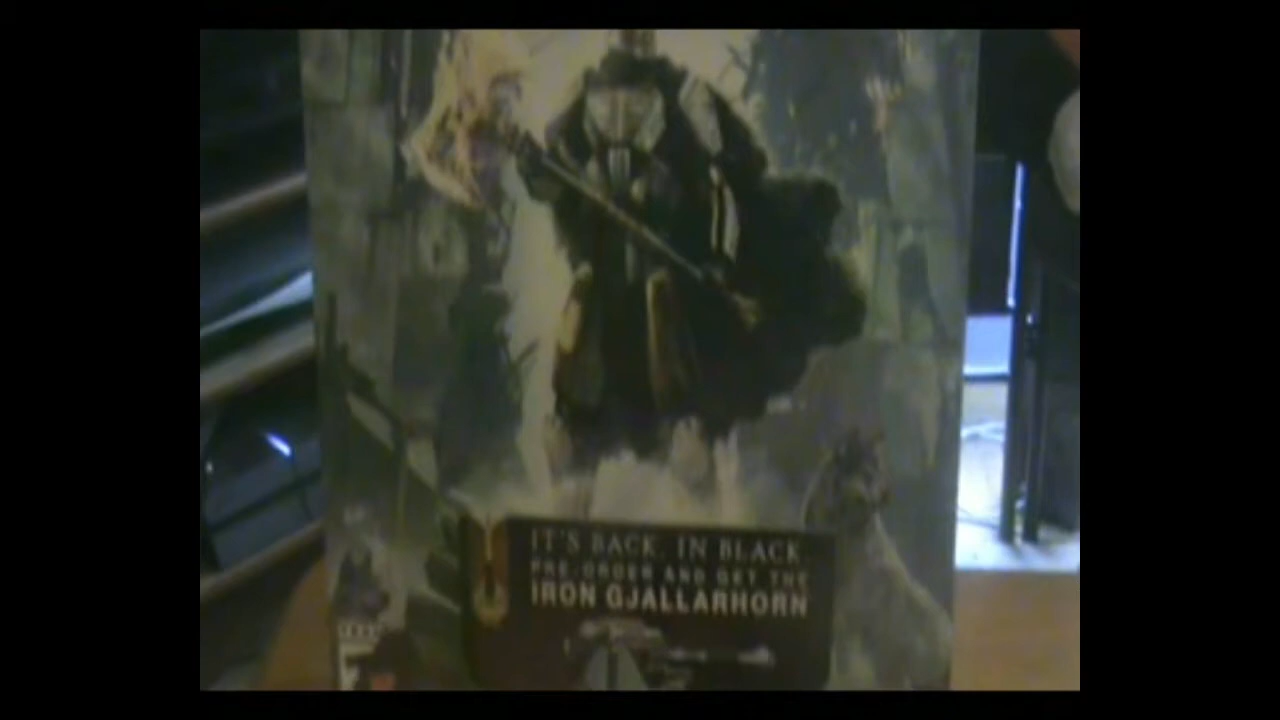 IT'S BACK. IN BLACK
PRE-ORDER AND GET THE
IRON GJALLARHORN